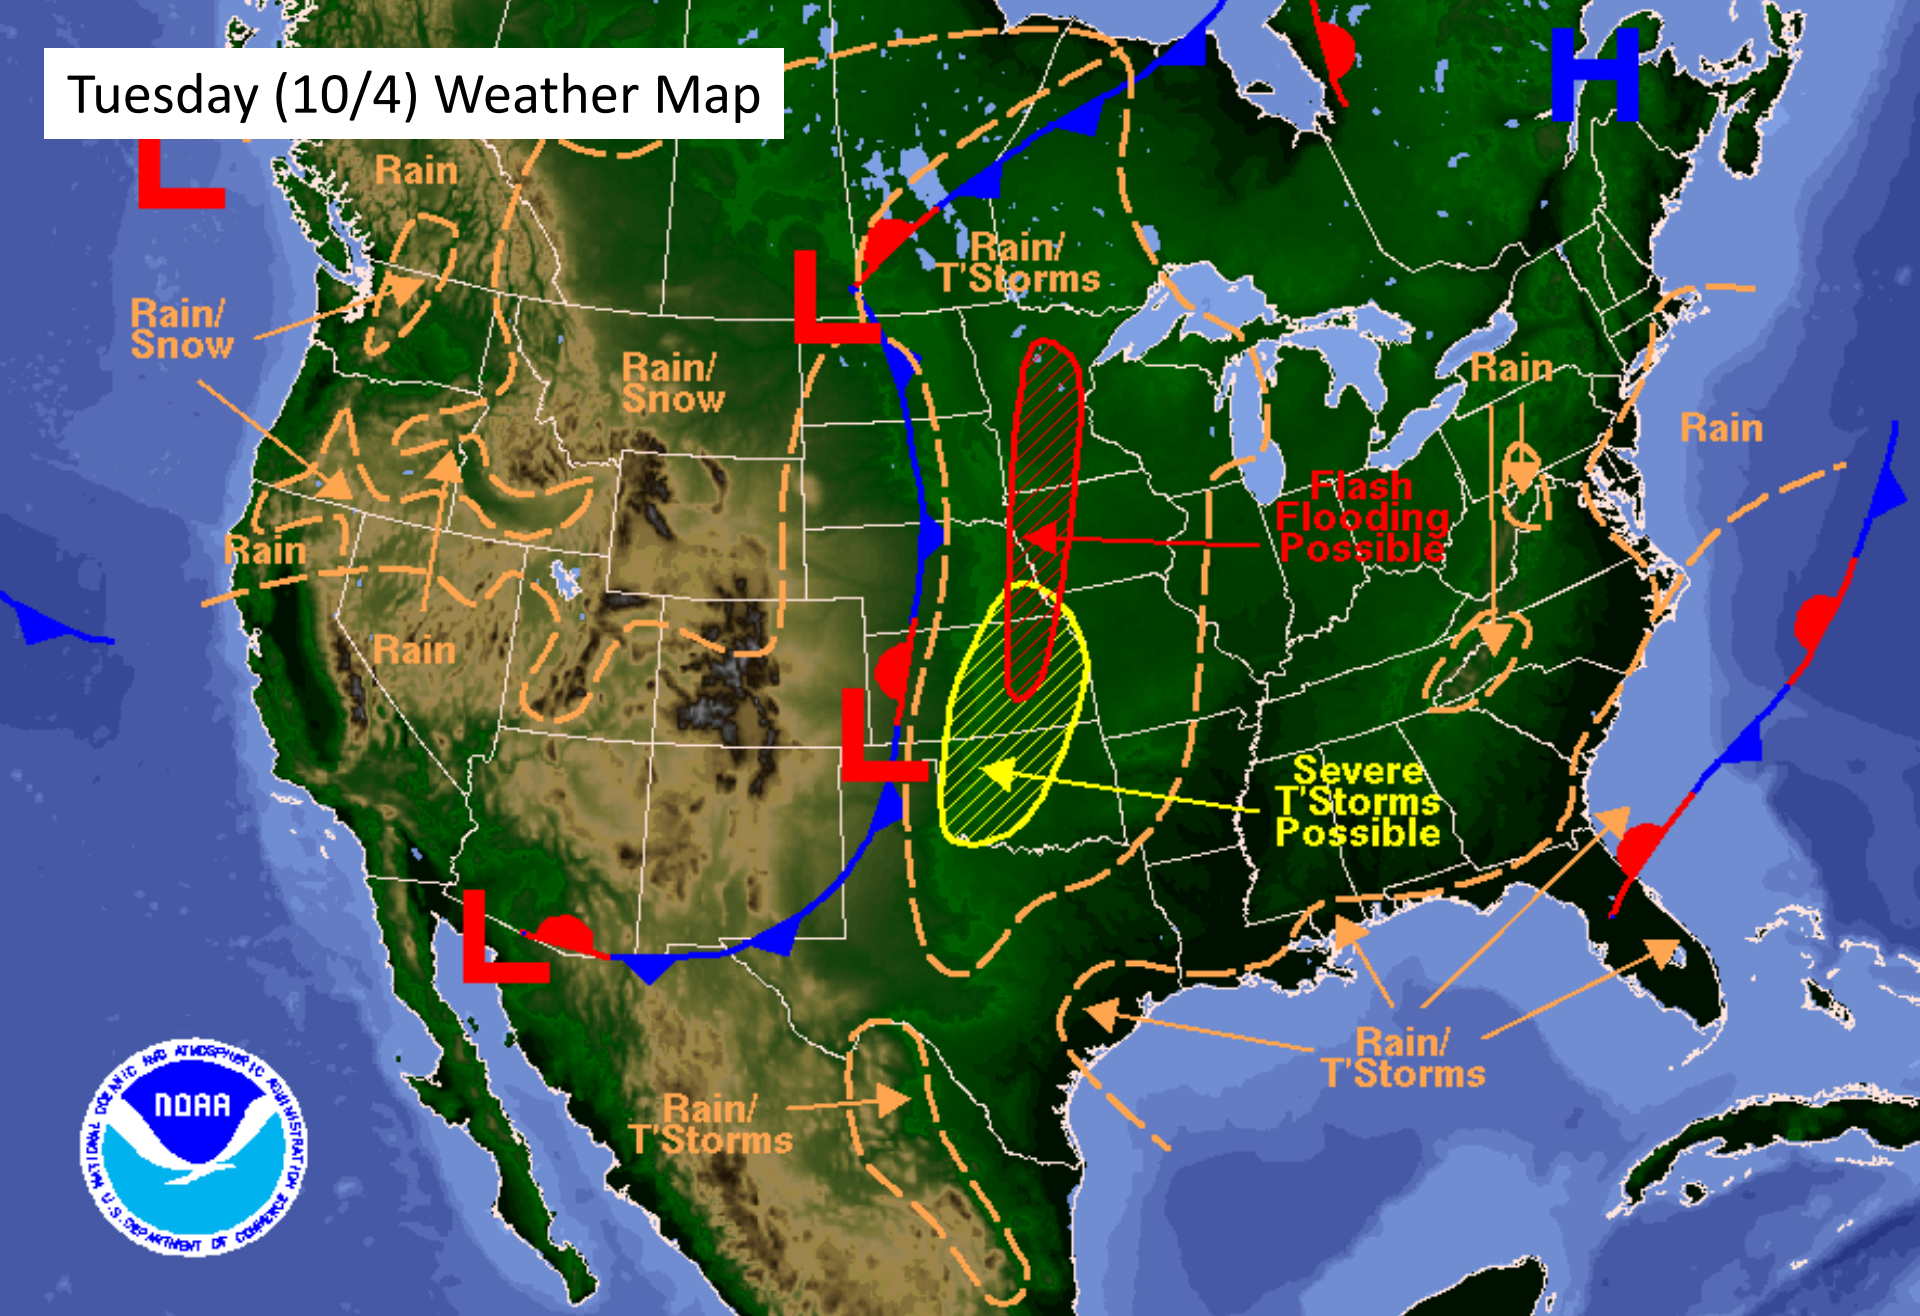 Tuesday (10/4) Weather Map
H
L
Rain
Rain/
T'Storms
L
Rain/
Snow
Rain/
Snow
Rain
Rain
Flash
Flooding
Possible
Rain
Rain
L
Severe
T'Storms
Possible
L
Rain/
T'Storms
Rain/
T'Storms
NATIONAL OCEANIC AND ATMOSPHERIC ADMINISTRATION
NOAA
U.S. DEPARTMENT OF COMMERCE